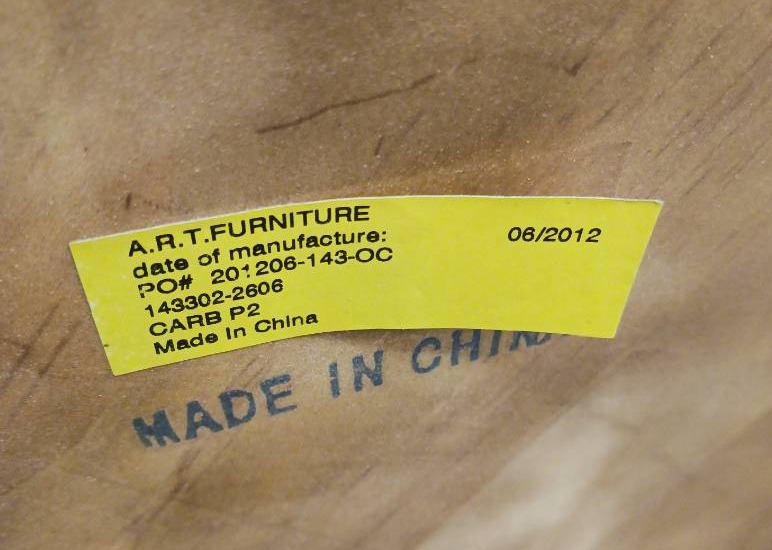 A.R.T.FURNITURE
date of manufacture: 06/2012
PO# 201206-143-OC
143302-2606
CARB P2
Made In China
MADE IN CHINA